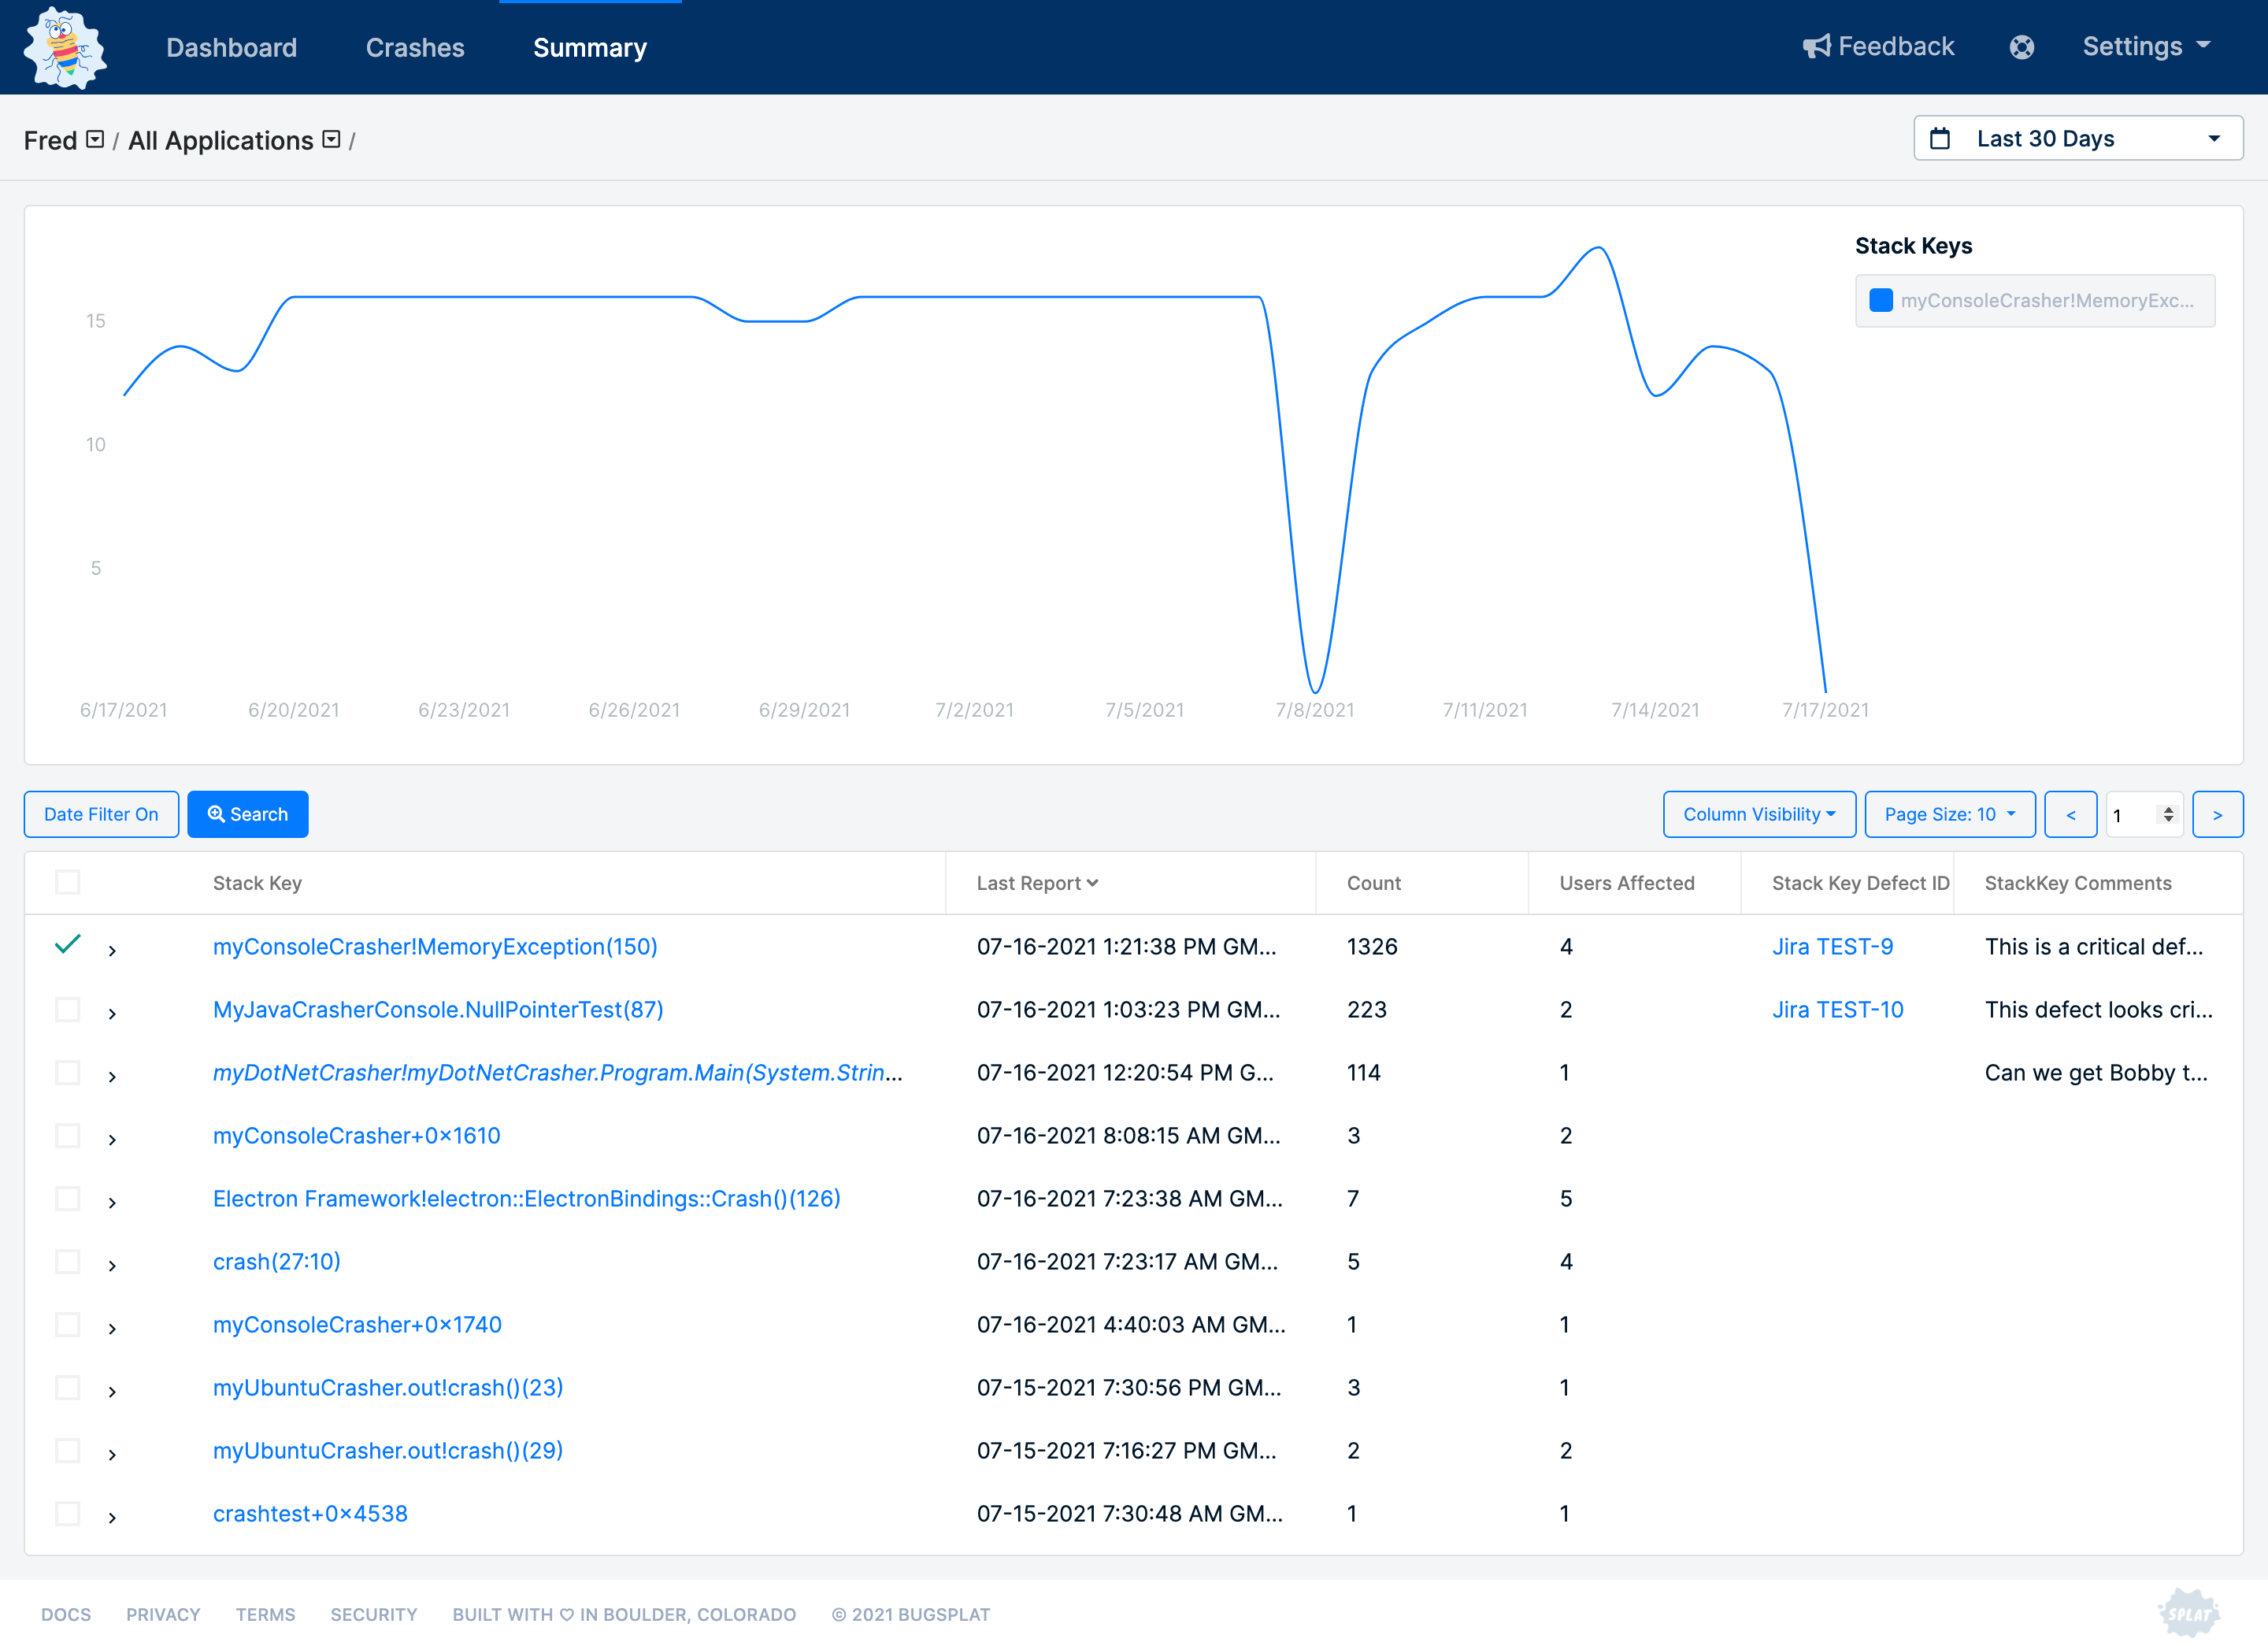 Dashboard Crashes Summary Feedback Settings
Fred / All Applications / Last 30 Days
Stack Keys
myConsoleCrasher!MemoryExc...
15
10
5
6/17/2021 6/20/2021 6/23/2021 6/26/2021 6/29/2021 7/2/2021 7/5/2021 7/8/2021 7/11/2021 7/14/2021 7/17/2021
Date Filter On Search Column Visibility Page Size: 10 < 1 >
Stack Key Last Report Count Users Affected Stack Key Defect ID StackKey Comments
myConsoleCrasher!MemoryException(150) 07-16-2021 1:21:38 PM GM... 1326 4 Jira TEST-9 This is a critical def...
MyJavaCrasherConsole.NullPointerTest(87) 07-16-2021 1:03:23 PM GM... 223 2 Jira TEST-10 This defect looks cri...
myDotNetCrasher!myDotNetCrasher.Program.Main(System.Strin... 07-16-2021 12:20:54 PM G... 114 1 Can we get Bobby t...
myConsoleCrasher+0×1610 07-16-2021 8:08:15 AM GM... 3 2
Electron Framework!electron::ElectronBindings::Crash()(126) 07-16-2021 7:23:38 AM GM... 7 5
crash(27:10) 07-16-2021 7:23:17 AM GM... 5 4
myConsoleCrasher+0×1740 07-16-2021 4:40:03 AM GM... 1 1
myUbuntuCrasher.out!crash()(23) 07-15-2021 7:30:56 PM GM... 3 1
myUbuntuCrasher.out!crash()(29) 07-15-2021 7:16:27 PM GM... 2 2
crashtest+0×4538 07-15-2021 7:30:48 AM GM... 1 1
DOCS PRIVACY TERMS SECURITY BUILT WITH ♡ IN BOULDER, COLORADO © 2021 BUGSPLAT SPLAT